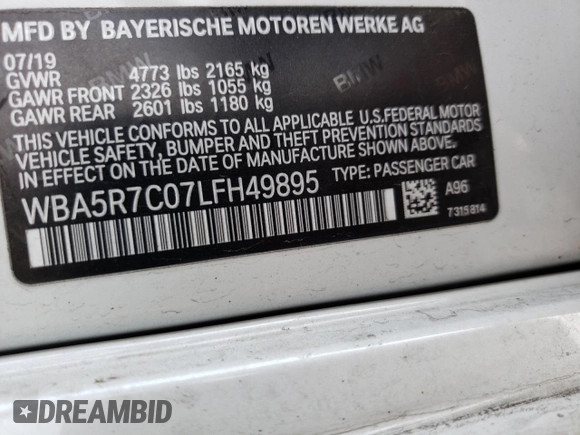 MFD BY BAYERISCHE MOTOREN WERKE AG
07/19
GVWR 4773 lbs 2165 kg
GAWR FRONT 2326 lbs 1055 kg
GAWR REAR 2601 lbs 1180 kg
THIS VEHICLE CONFORMS TO ALL APPLICABLE U.S.FEDERAL MOTOR
VEHICLE SAFETY, BUMPER AND THEFT PREVENTION STANDARDS
IN EFFECT ON THE DATE OF MANUFACTURE SHOWN ABOVE.
WBA5R7C07LFH49895 TYPE: PASSENGER CAR
A96
7315814
DREAMBID